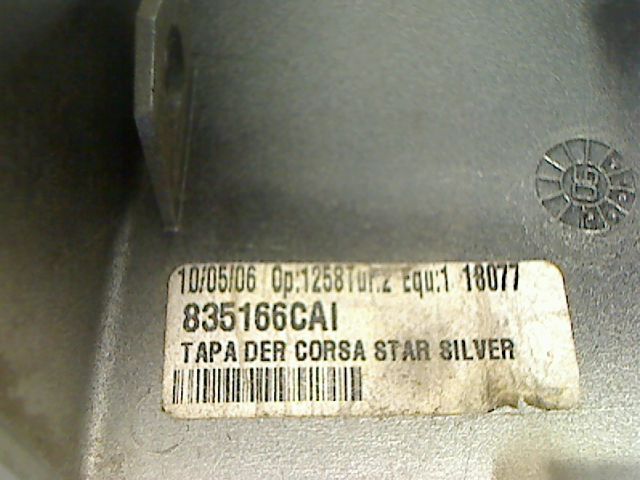 10/05/06 Op:1258Tur:2 Equ:1 18077
835166CAI
TAPA DER CORSA STAR SILVER